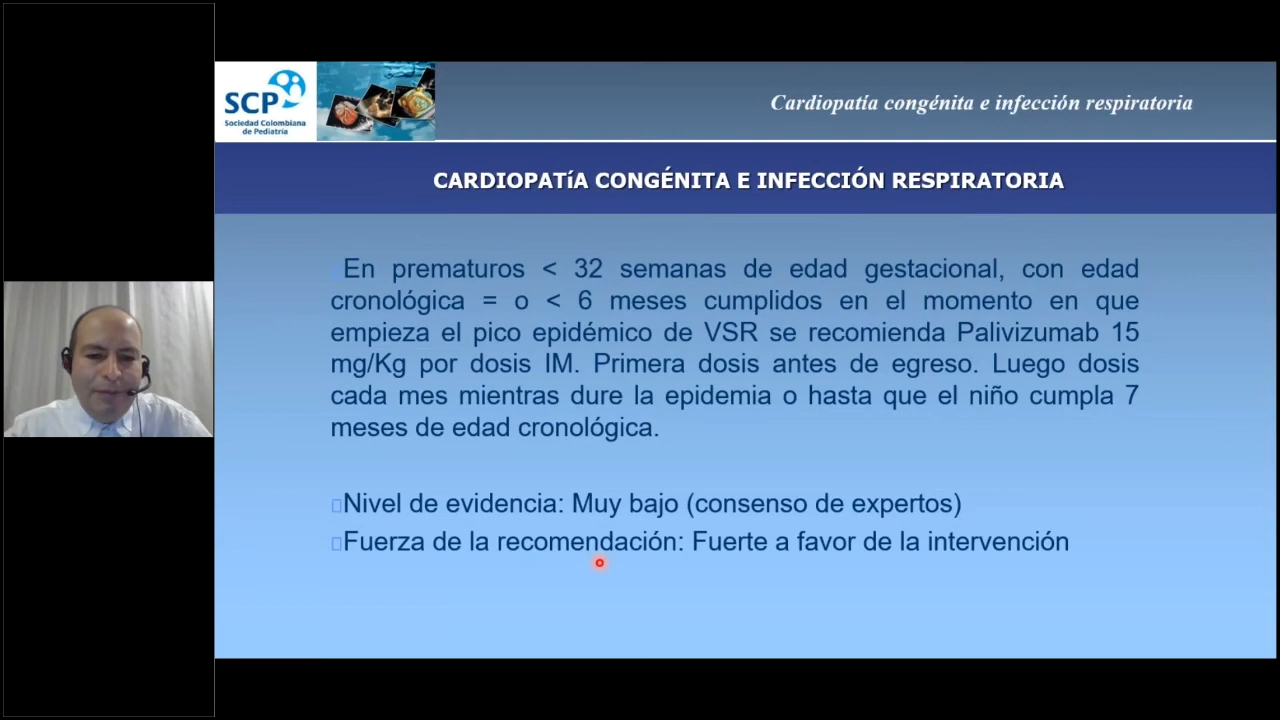 SCP
Sociedad Colombiana
de Pediatría
Cardiopatía congénita e infección respiratoria
CARDIOPATíA CONGÉNITA E INFECCIÓN RESPIRATORIA
En prematuros < 32 semanas de edad gestacional, con edad
cronológica = o < 6 meses cumplidos en el momento en que
empieza el pico epidémico de VSR se recomienda Palivizumab 15
mg/Kg por dosis IM. Primera dosis antes de egreso. Luego dosis
cada mes mientras dure la epidemia o hasta que el niño cumpla 7
meses de edad cronológica.
Nivel de evidencia: Muy bajo (consenso de expertos)
Fuerza de la recomendación: Fuerte a favor de la intervención